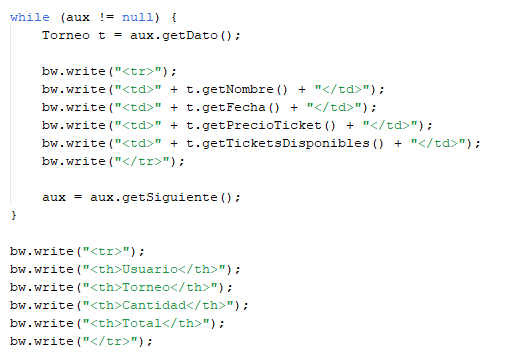 while (aux != null) {
    Torneo t = aux.getDato();

    bw.write("<tr>");
    bw.write("<td>" + t.getNombre() + "</td>");
    bw.write("<td>" + t.getFecha() + "</td>");
    bw.write("<td>" + t.getPrecioTicket() + "</td>");
    bw.write("<td>" + t.getTicketsDisponibles() + "</td>");
    bw.write("</tr>");

    aux = aux.getSiguiente();
}

bw.write("<tr>");
bw.write("<th>Usuario</th>");
bw.write("<th>Torneo</th>");
bw.write("<th>Cantidad</th>");
bw.write("<th>Total</th>");
bw.write("</tr>");